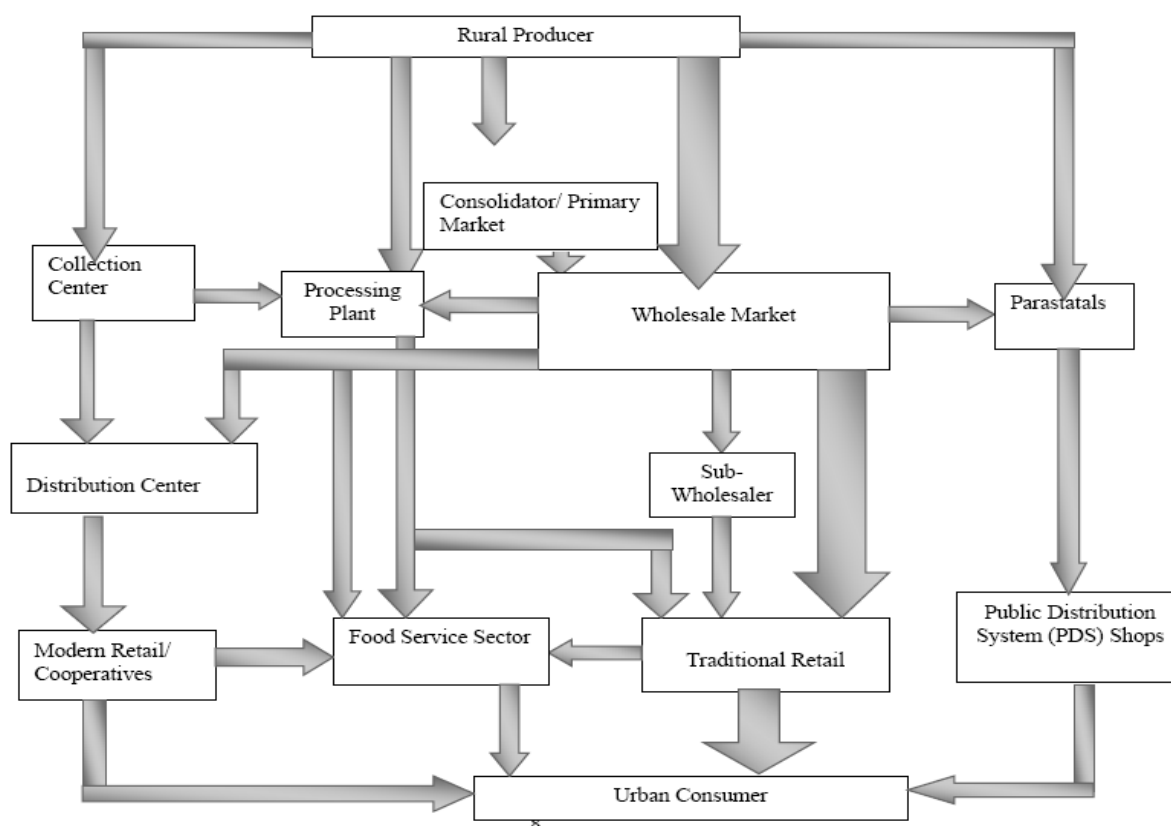 Rural Producer
Consolidator/ Primary
Market
Collection
Center
Processing
Plant
Wholesale Market
Parastatals
Distribution Center
Sub-
Wholesaler
Modern Retail/
Cooperatives
Food Service Sector
Traditional Retail
Public Distribution
System (PDS) Shops
Urban Consumer